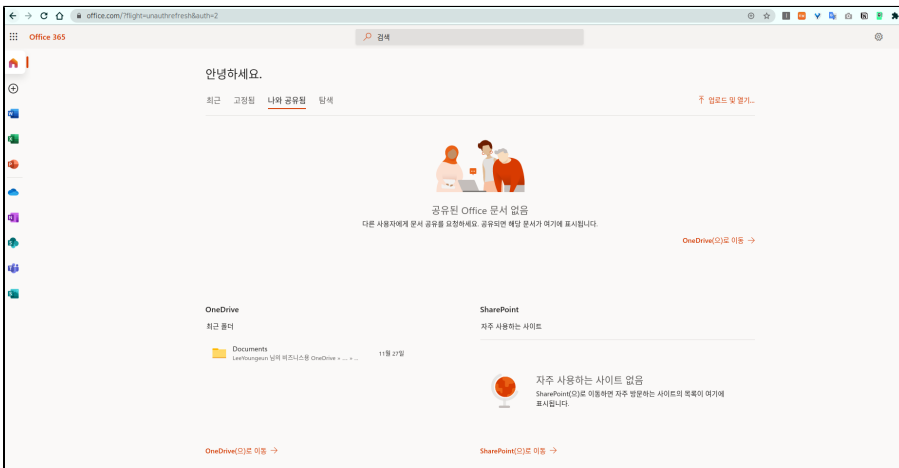 office.com/?flight=unauthrefresh&auth=2
Office 365
검색
안녕하세요.
최근 고정됨 나와 공유됨 탐색
업로드 및 열기...
공유된 Office 문서 없음
다른 사용자에게 문서 공유를 요청하세요. 공유되면 해당 문서가 여기에 표시됩니다.
OneDrive(으)로 이동 →
OneDrive
최근 폴더
Documents
LeeYoungeun 님의 비즈니스용 OneDrive » ... » ...
11월 27일
OneDrive(으)로 이동 →
SharePoint
자주 사용하는 사이트
자주 사용하는 사이트 없음
SharePoint(으)로 이동하면 자주 방문하는 사이트의 목록이 여기에
표시됩니다.
SharePoint(으)로 이동 →